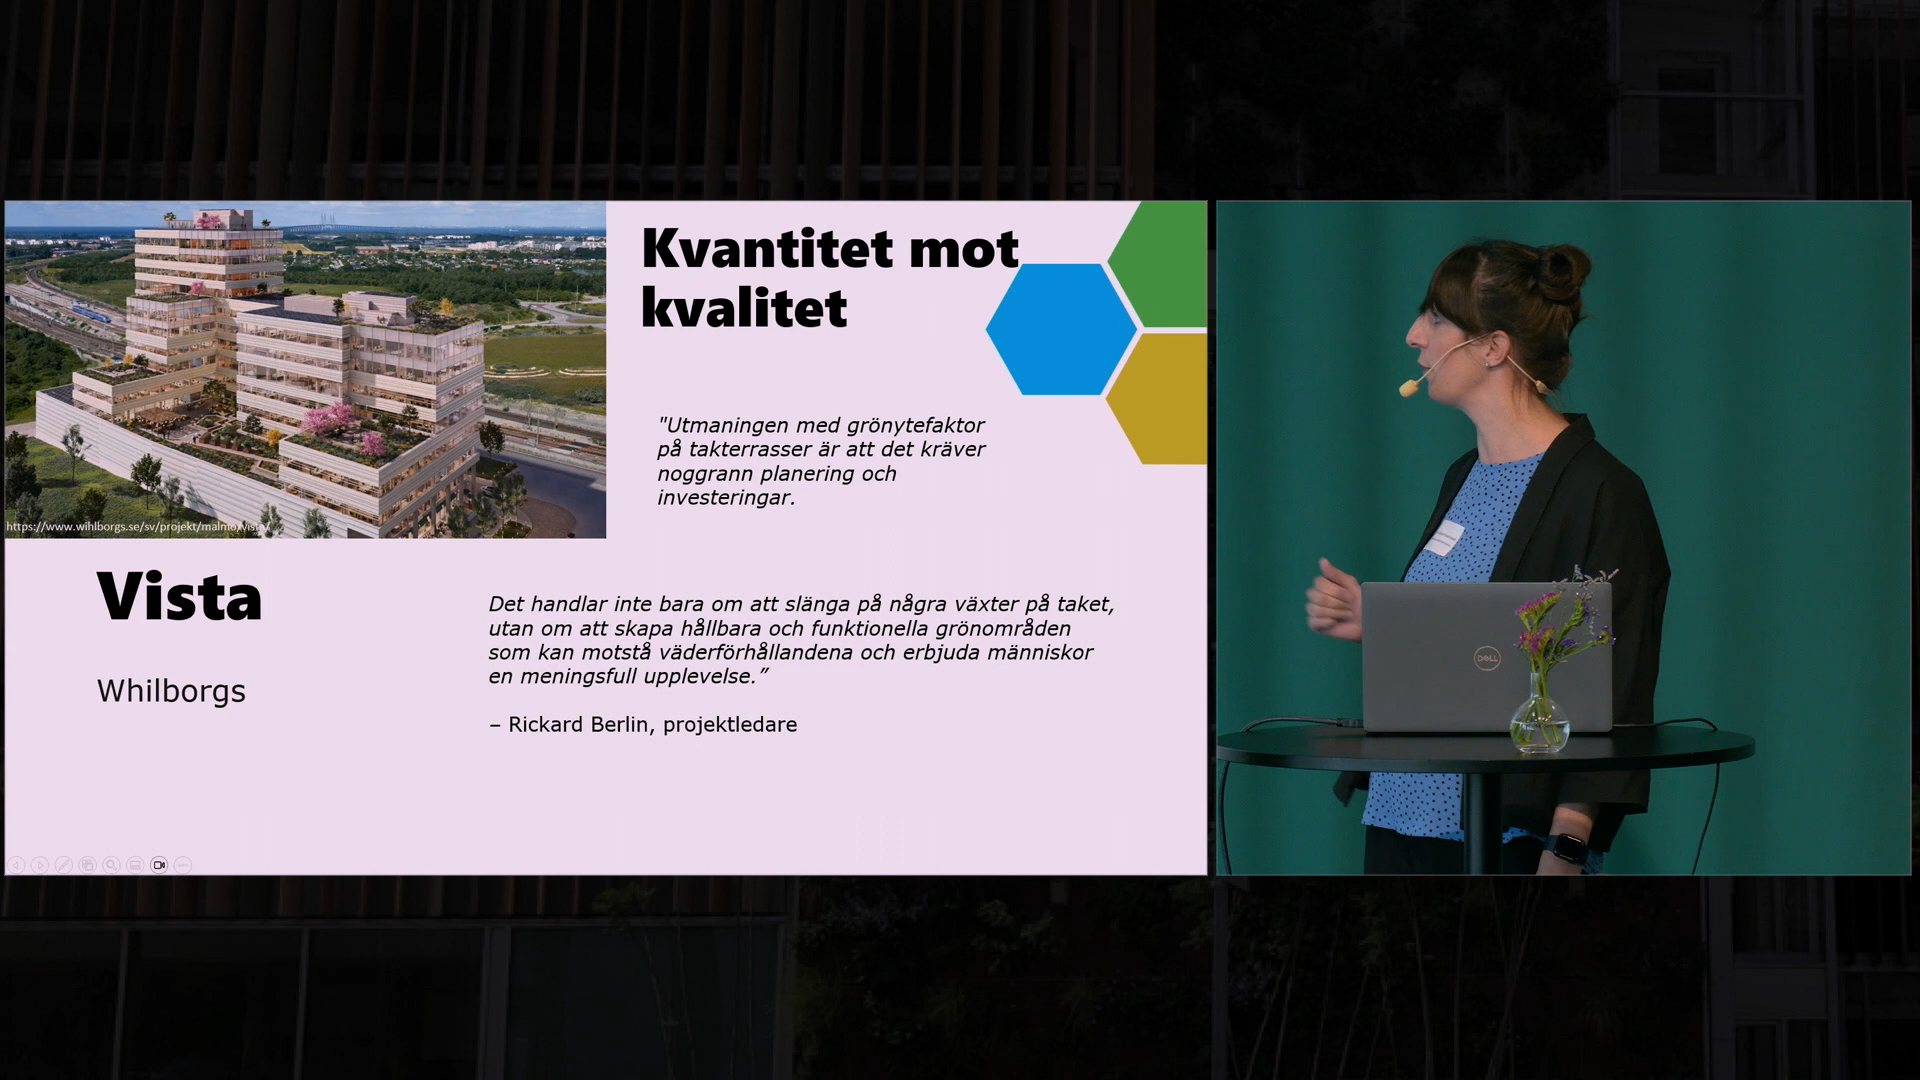 Kvantitet mot
kvalitet
"Utmaningen med grönytefaktor
på takterrasser är att det kräver
noggrann planering och
investeringar.
https://www.wihlborgs.se/sv/projekt/malmo/vista/
Vista
Whilborgs
Det handlar inte bara om att slänga på några växter på taket,
utan om att skapa hållbara och funktionella grönområden
som kan motstå väderförhållandena och erbjuda människor
en meningsfull upplevelse.”
– Rickard Berlin, projektledare
DELL